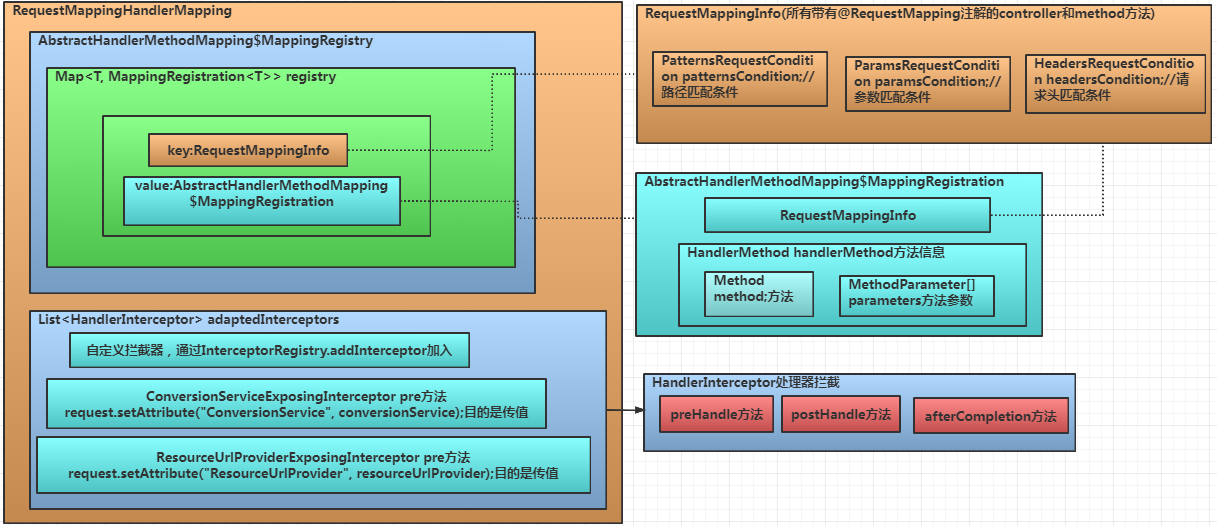 RequestMappingHandlerMapping
AbstractHandlerMethodMapping$MappingRegistry
Map<T, MappingRegistration<T>> registry
key:RequestMappingInfo
value:AbstractHandlerMethodMapping
$MappingRegistration
List<HandlerInterceptor> adaptedInterceptors
自定义拦截器，通过InterceptorRegistry.addInterceptor加入
ConversionServiceExposingInterceptor pre方法
request.setAttribute("ConversionService", conversionService);目的是传值
ResourceUrlProviderExposingInterceptor pre方法
request.setAttribute("ResourceUrlProvider", resourceUrlProvider);目的是传值
RequestMappingInfo(所有带有@RequestMapping注解的controller和method方法)
PatternsRequestCondit
ion patternsCondition;//
路径匹配条件
ParamsRequestCondit
ion paramsCondition;//
参数匹配条件
HeadersRequestConditio
n headersCondition;//请
求头匹配条件
AbstractHandlerMethodMapping$MappingRegistration
RequestMappingInfo
HandlerMethod handlerMethod方法信息
Method
method;方法
MethodParameter[]
parameters方法参数
HandlerInterceptor处理器拦截
preHandle方法
postHandle方法
afterCompletion方法